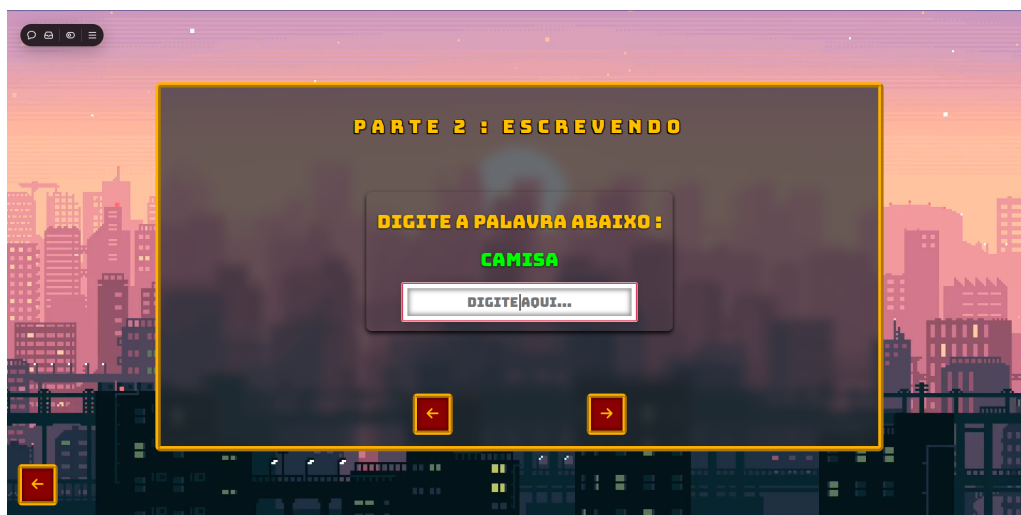 PARTE 2 : ESCREVENDO
DIGITE A PALAVRA ABAIXO :
CAMISA
DIGITE AQUI...